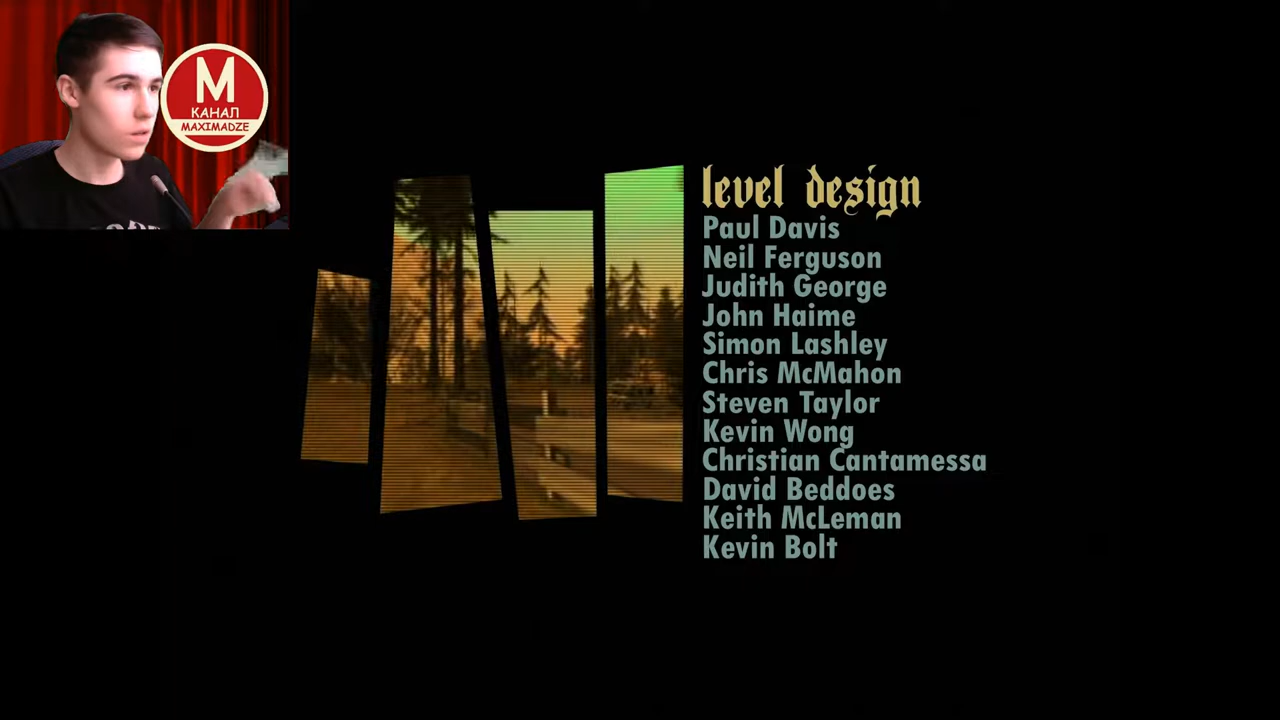 М
КАНАЛ
MAXIMADZE
level design
Paul Davis
Neil Ferguson
Judith George
John Haime
Simon Lashley
Chris McMahon
Steven Taylor
Kevin Wong
Christian Cantamessa
David Beddoes
Keith McLeman
Kevin Bolt